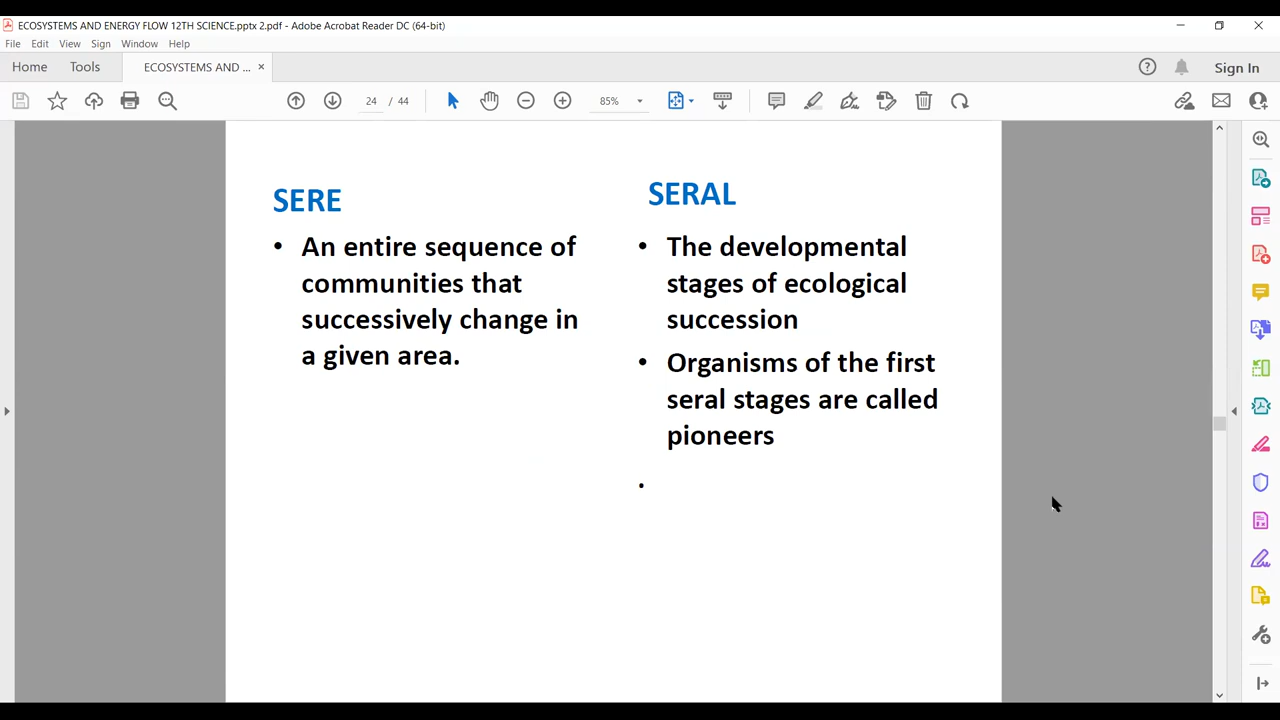 ECOSYSTEMS AND ENERGY FLOW 12TH SCIENCE.pptx 2.pdf - Adobe Acrobat Reader DC (64-bit)
File Edit View Sign Window Help
Home Tools ECOSYSTEMS AND ... × Sign In
24 / 44 85%
SERE
• An entire sequence of
communities that
successively change in
a given area.
SERAL
• The developmental
stages of ecological
succession
• Organisms of the first
seral stages are called
pioneers
•